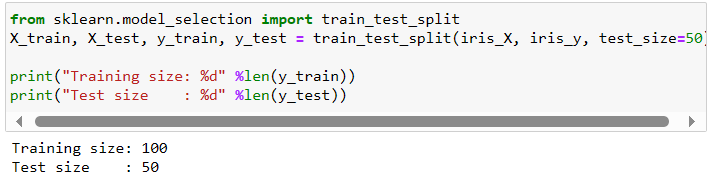 from sklearn.model_selection import train_test_split
X_train, X_test, y_train, y_test = train_test_split(iris_X, iris_y, test_size=50)
print("Training size: %d" %len(y_train))
print("Test size    : %d" %len(y_test))
Training size: 100
Test size    : 50